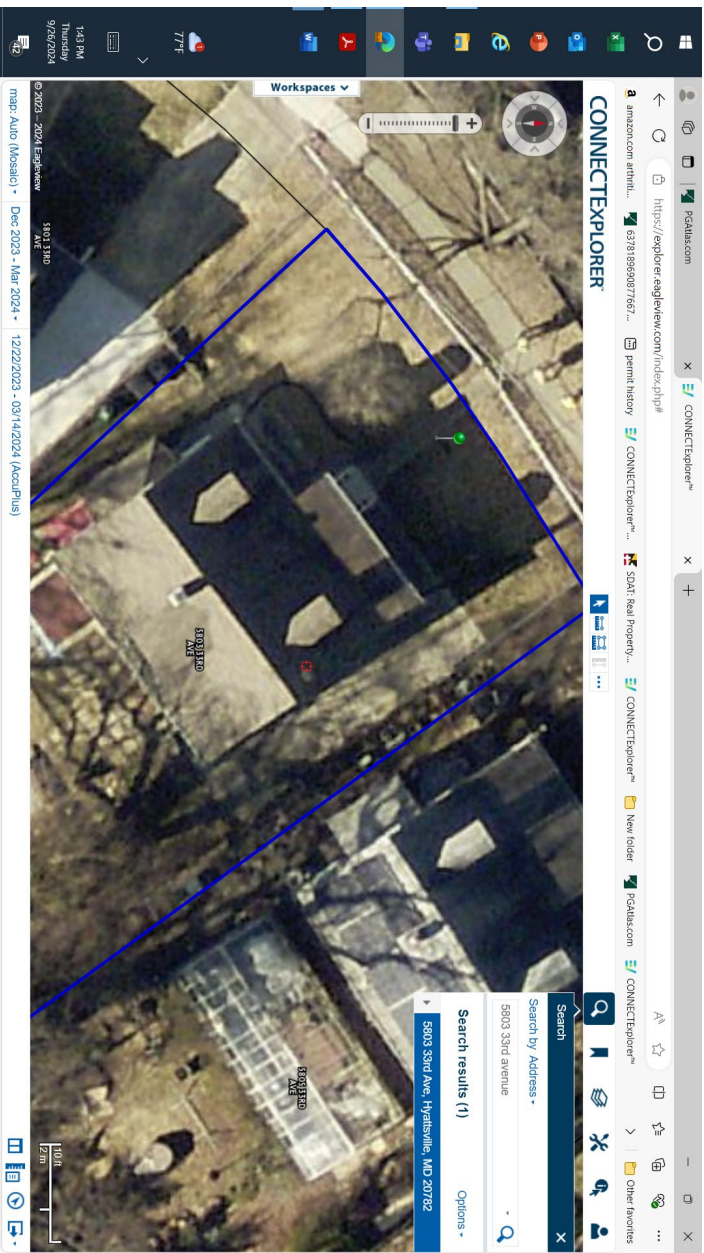 PGAtlas.com
CONNECTExplorer™
https://explorer.eagleview.com/index.php#
amazon.com arthriti...
6378189690877667...
permit history
CONNECTExplorer™...
SDAT: Real Property...
CONNECTExplorer™
New folder
PGAtlas.com
CONNECTExplorer™
Other favorites
CONNECTEXPLORER™
Workspaces
Search
Search by Address
5803 33rd avenue
Search results (1)
Options
5803 33rd Ave, Hyattsville, MD 20782
5803 33RD
AVE
5805 33RD
AVE
5801 33RD
AVE
10 ft
2 m
© 2023 – 2024 Eagleview
map: Auto (Mosaic)
Dec 2023 - Mar 2024
12/22/2023 - 03/14/2024 (AccuPlus)
77°F
1:43 PM
Thursday
9/26/2024
42